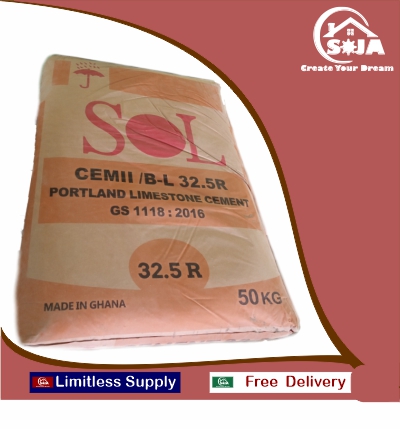 SOJA
Create Your Dream
SOL
CEMII /B-L 32.5R
PORTLAND LIMESTONE CEMENT
GS 1118 : 2016
32.5 R
MADE IN GHANA
50 KG
Limitless Supply
Free Delivery